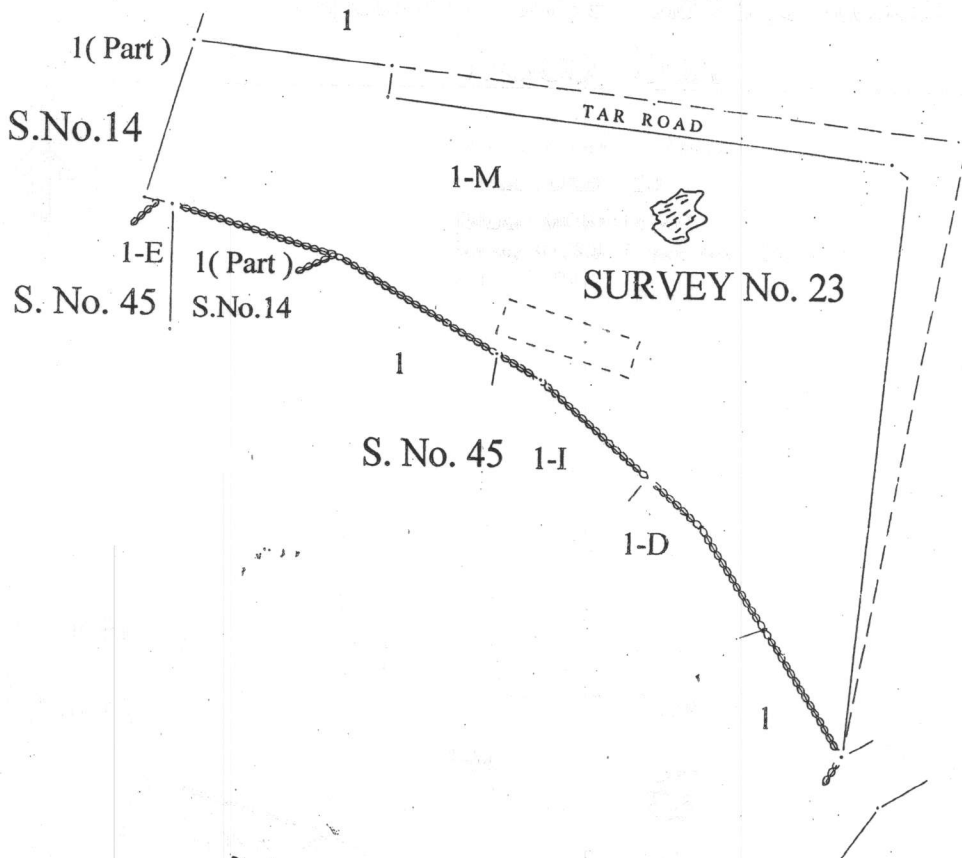 1
1( Part )
TAR ROAD
S.No.14
1-M
1-E
1( Part )
SURVEY No. 23
S. No. 45
S.No.14
1
S. No. 45
1-I
1-D
1